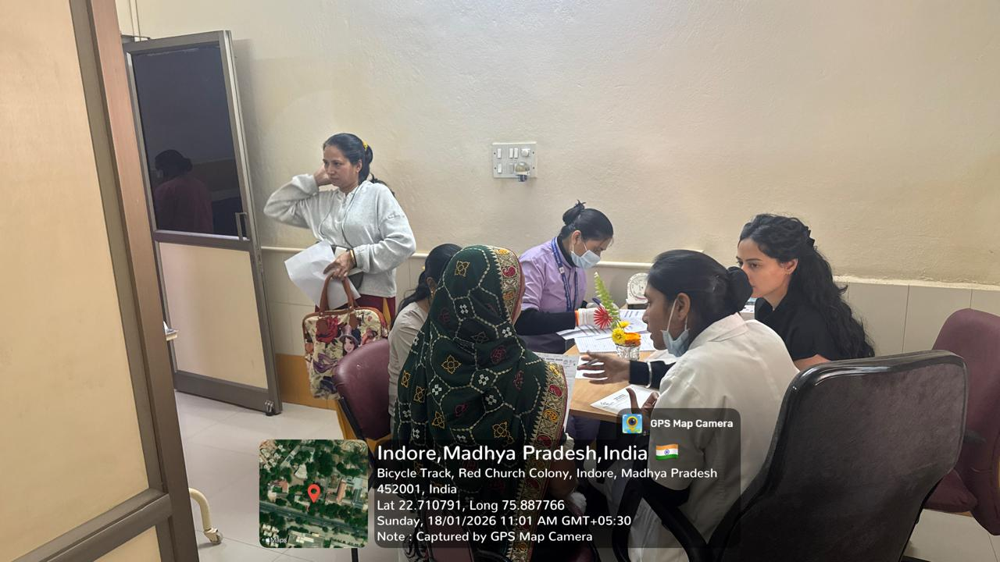 GPS Map Camera
Indore,Madhya Pradesh,India
Bicycle Track, Red Church Colony, Indore, Madhya Pradesh
452001, India
Lat 22.710791, Long 75.887766
Sunday, 18/01/2026 11:01 AM GMT+05:30
Note : Captured by GPS Map Camera
Maps